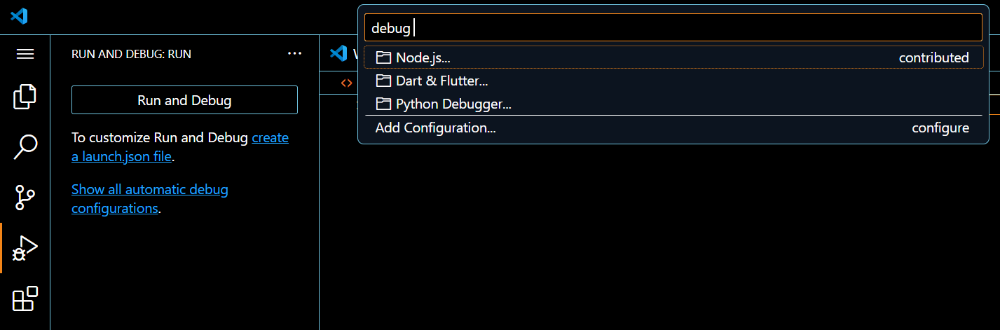 debug
RUN AND DEBUG: RUN
Node.js... contributed
Dart & Flutter...
Python Debugger...
Add Configuration... configure
Run and Debug
To customize Run and Debug create
a launch.json file.
Show all automatic debug
configurations.